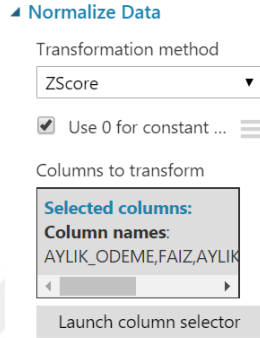 Normalize Data
Transformation method
ZScore
Use 0 for constant ...
Columns to transform
Selected columns:
Column names:
AYLIK_ODEME,FAIZ,AYLIK
Launch column selector